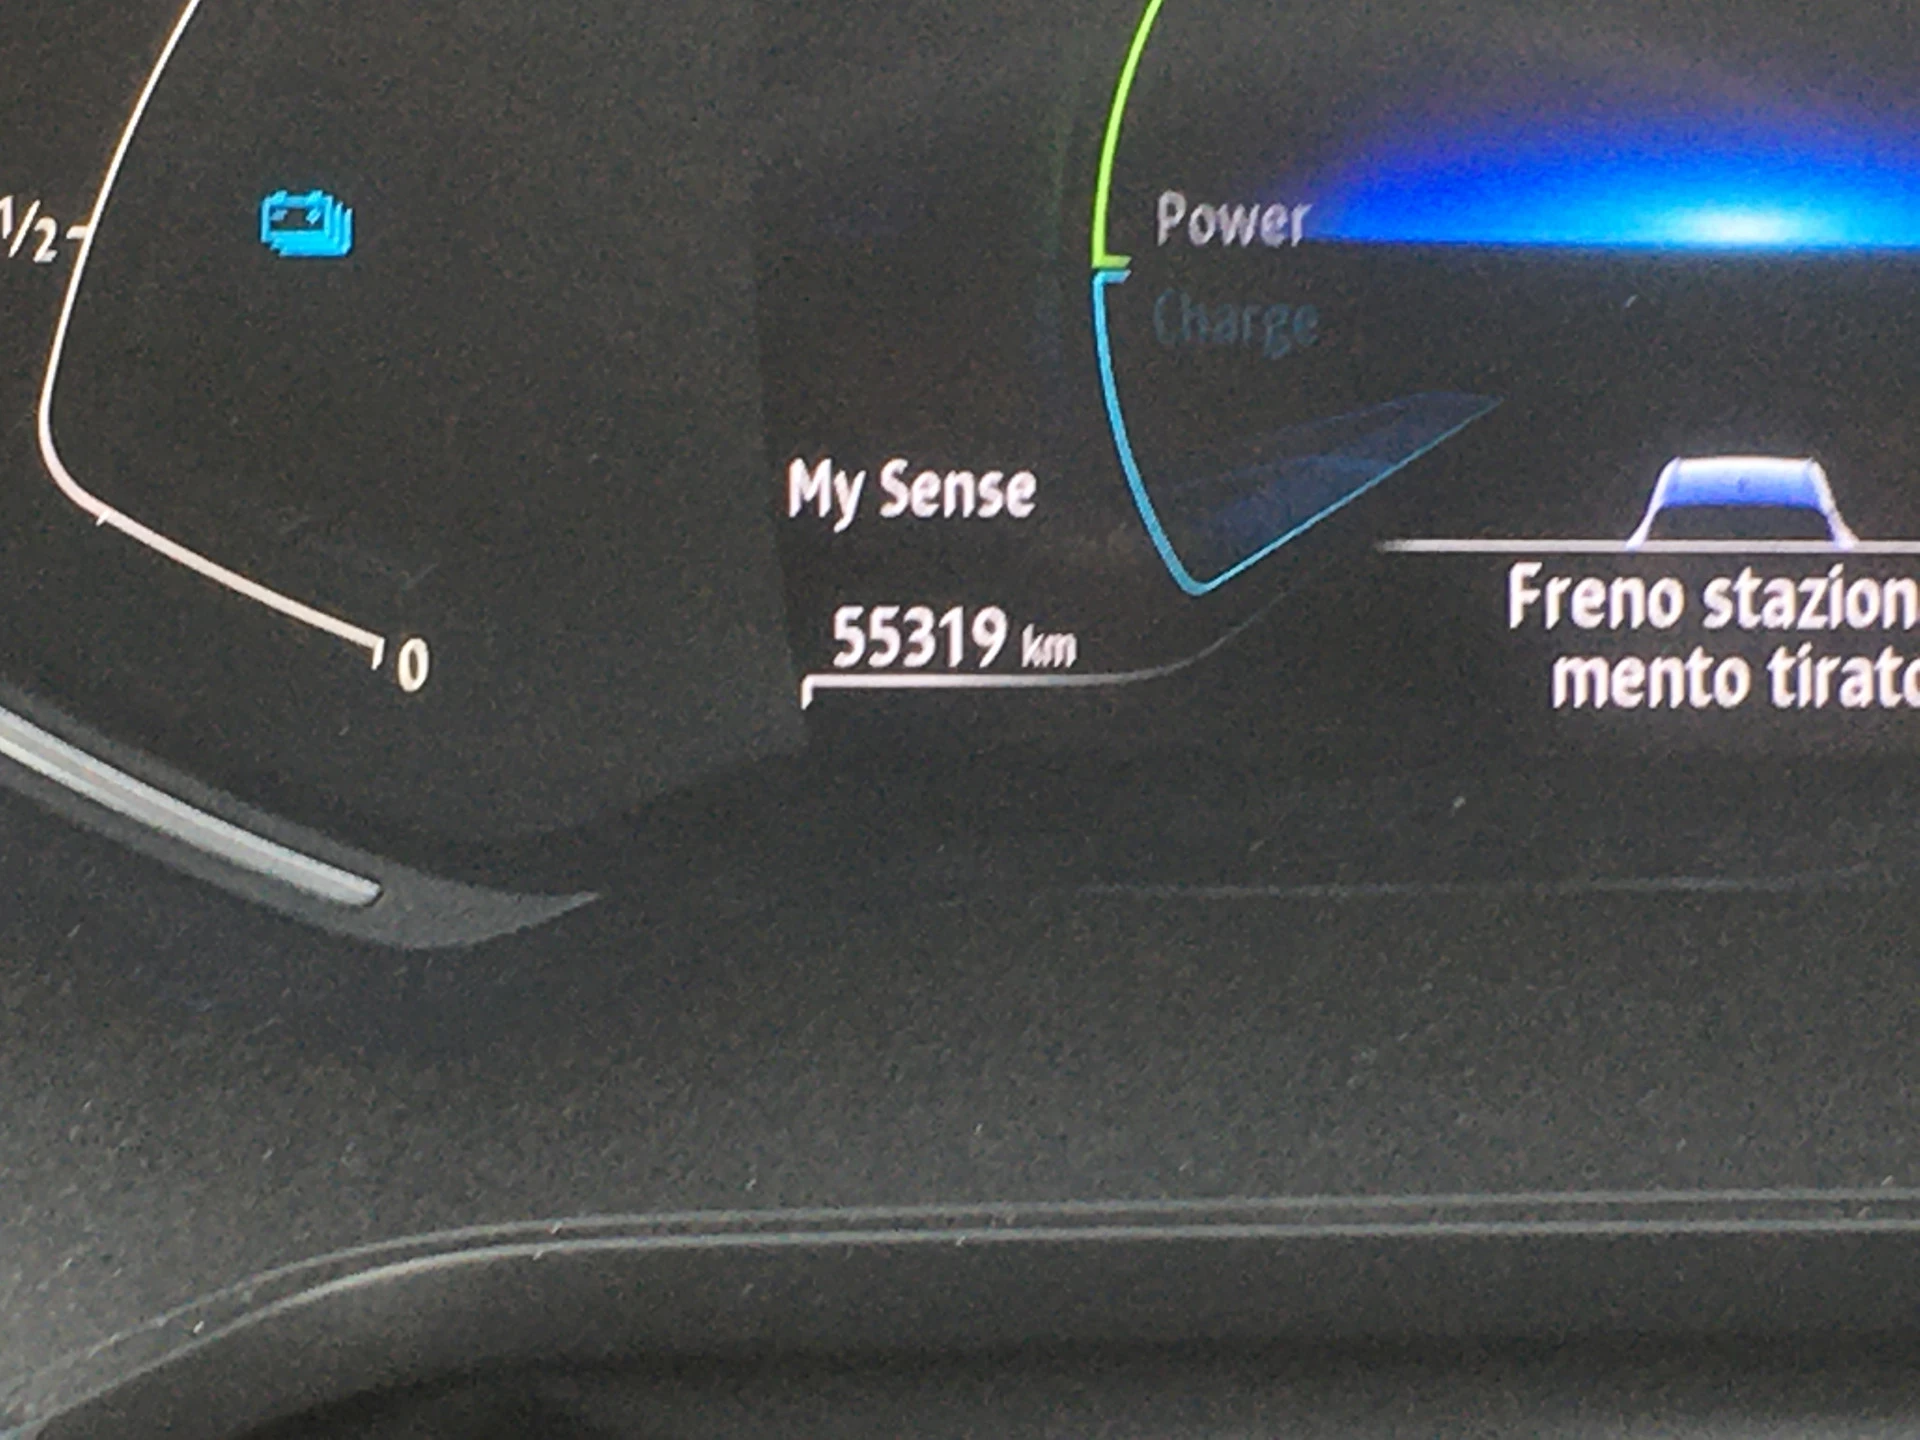 1/2
Power
Charge
My Sense
55319 km
0
Freno stazion
mento tirato